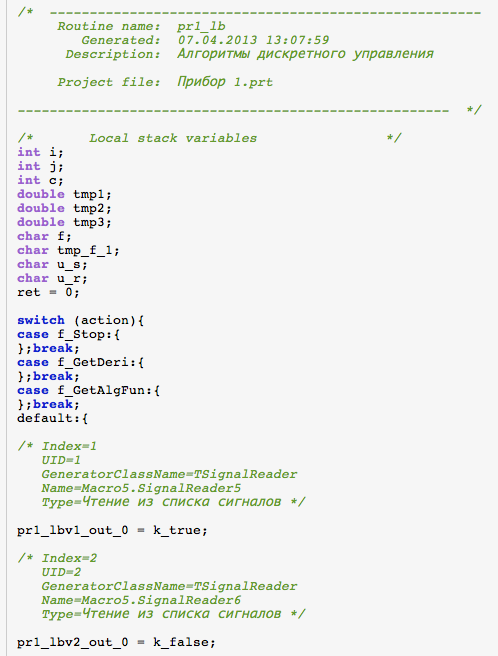 /*  ------------------------------------------------------
Routine name:  pr1_lb
Generated:  07.04.2013 13:07:59
Description:  Алгоритмы дискретного управления
Project file:  Прибор 1.prt
------------------------------------------------------  */
/*       Local stack variables                */
int i;
int j;
int c;
double tmp1;
double tmp2;
double tmp3;
char f;
char tmp_f_1;
char u_s;
char u_r;
ret = 0;
switch (action){
case f_Stop:{
};break;
case f_GetDeri:{
};break;
case f_GetAlgFun:{
};break;
default:{
/* Index=1
UID=1
GeneratorClassName=TSignalReader
Name=Macro5.SignalReader5
Type=Чтение из списка сигналов */
pr1_lbv1_out_0 = k_true;
/* Index=2
UID=2
GeneratorClassName=TSignalReader
Name=Macro5.SignalReader6
Type=Чтение из списка сигналов */
pr1_lbv2_out_0 = k_false;